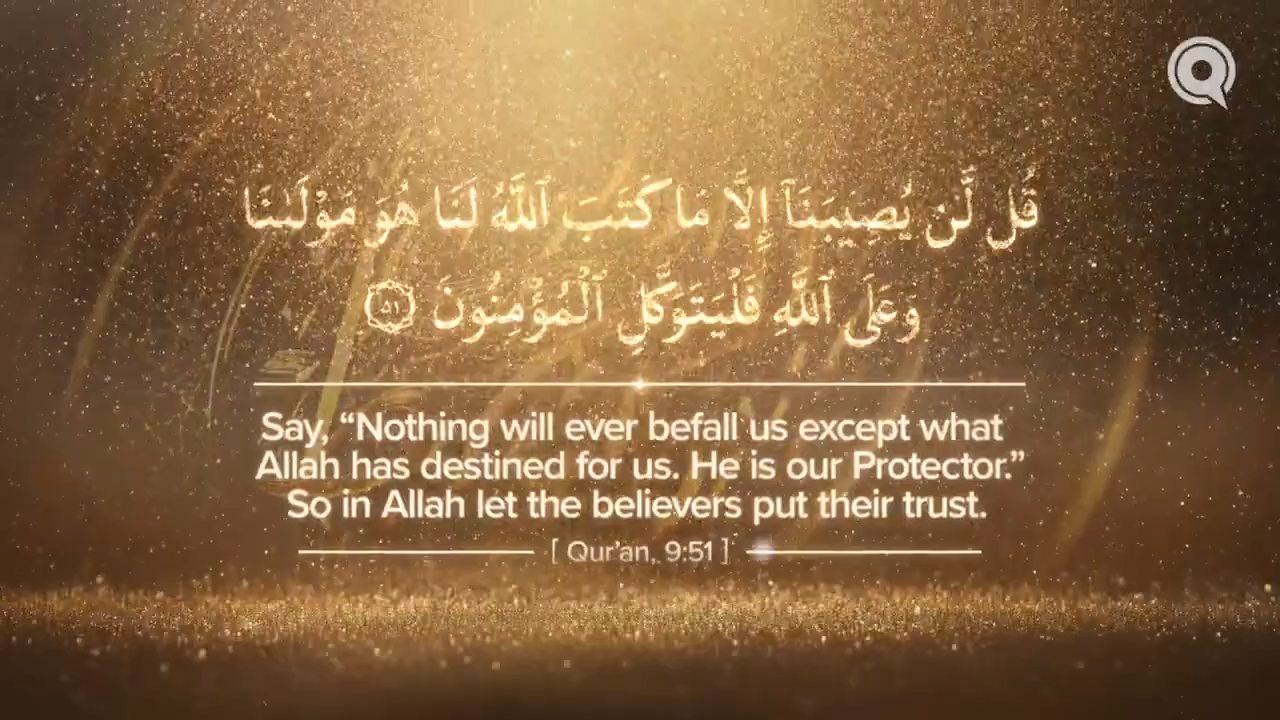 قُل لَّن يُصِيبَنَآ إِلَّا مَا كَتَبَ ٱللَّهُ لَنَا هُوَ مَوْلَىٰنَا
وَعَلَى ٱللَّهِ فَلْيَتَوَكَّلِ ٱلْمُؤْمِنُونَ ٥١
Say, “Nothing will ever befall us except what
Allah has destined for us. He is our Protector.”
So in Allah let the believers put their trust.
[ Qur’an, 9:51 ]